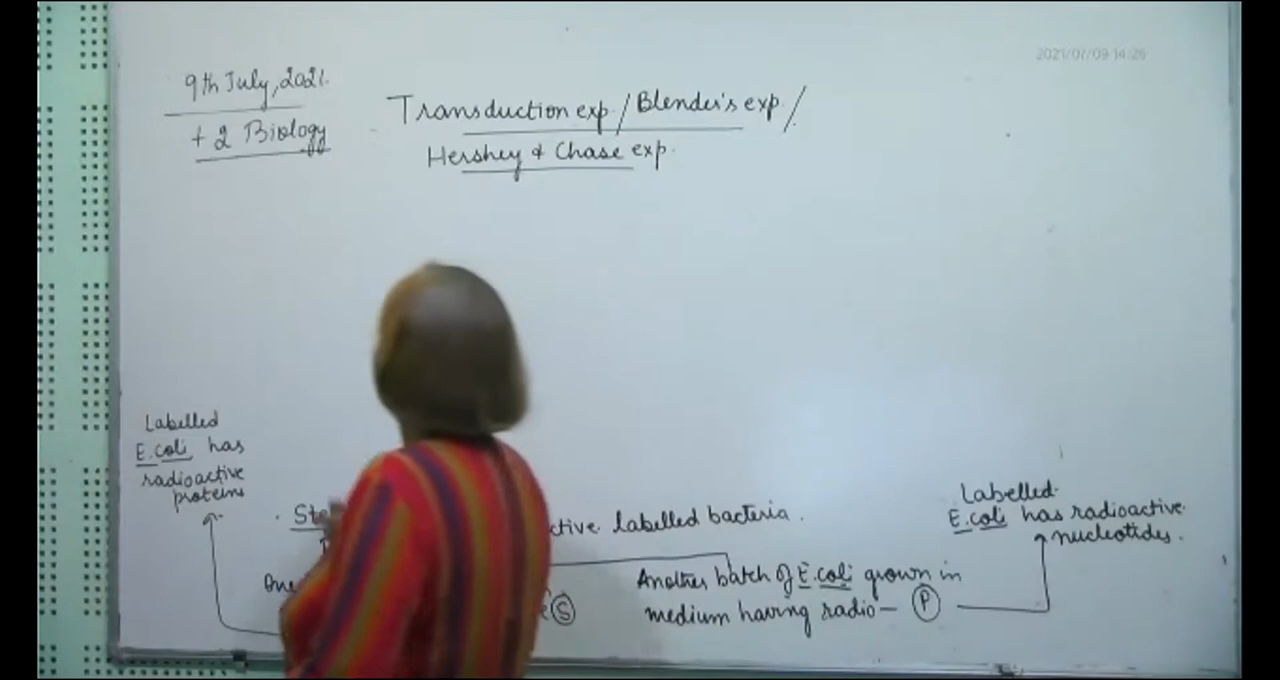 2021/07/09 14:26
9th July, 2021.
+ 2 Biology
Transduction exp / Blender's exp /
Hershey & Chase exp.
Labelled
E.coli has
radioactive
proteins
Ste
ctive labelled bacteria.
One
S
Another batch of E.coli grown in
medium having radio— P
Labelled
E.coli has radioactive
nucleotides.